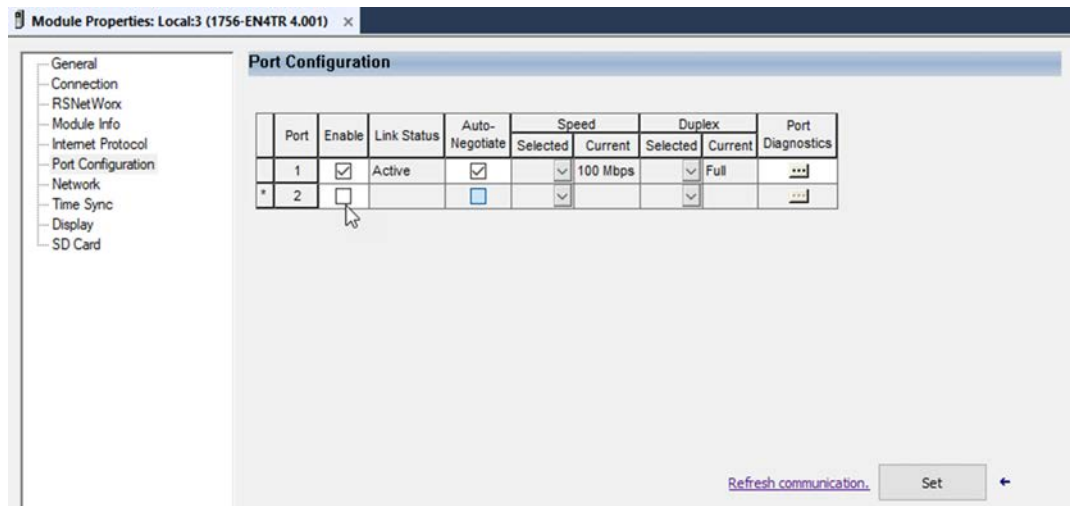 Module Properties: Local:3 (1756-EN4TR 4.001) ×
General
Connection
RSNetWorx
Module Info
Internet Protocol
Port Configuration
Network
Time Sync
Display
SD Card
Port Configuration
Port Enable Link Status Auto-Negotiate Speed Duplex Port Diagnostics
Selected Current Selected Current
1 Active 100 Mbps Full ...
* 2 ...
Refresh communication. Set